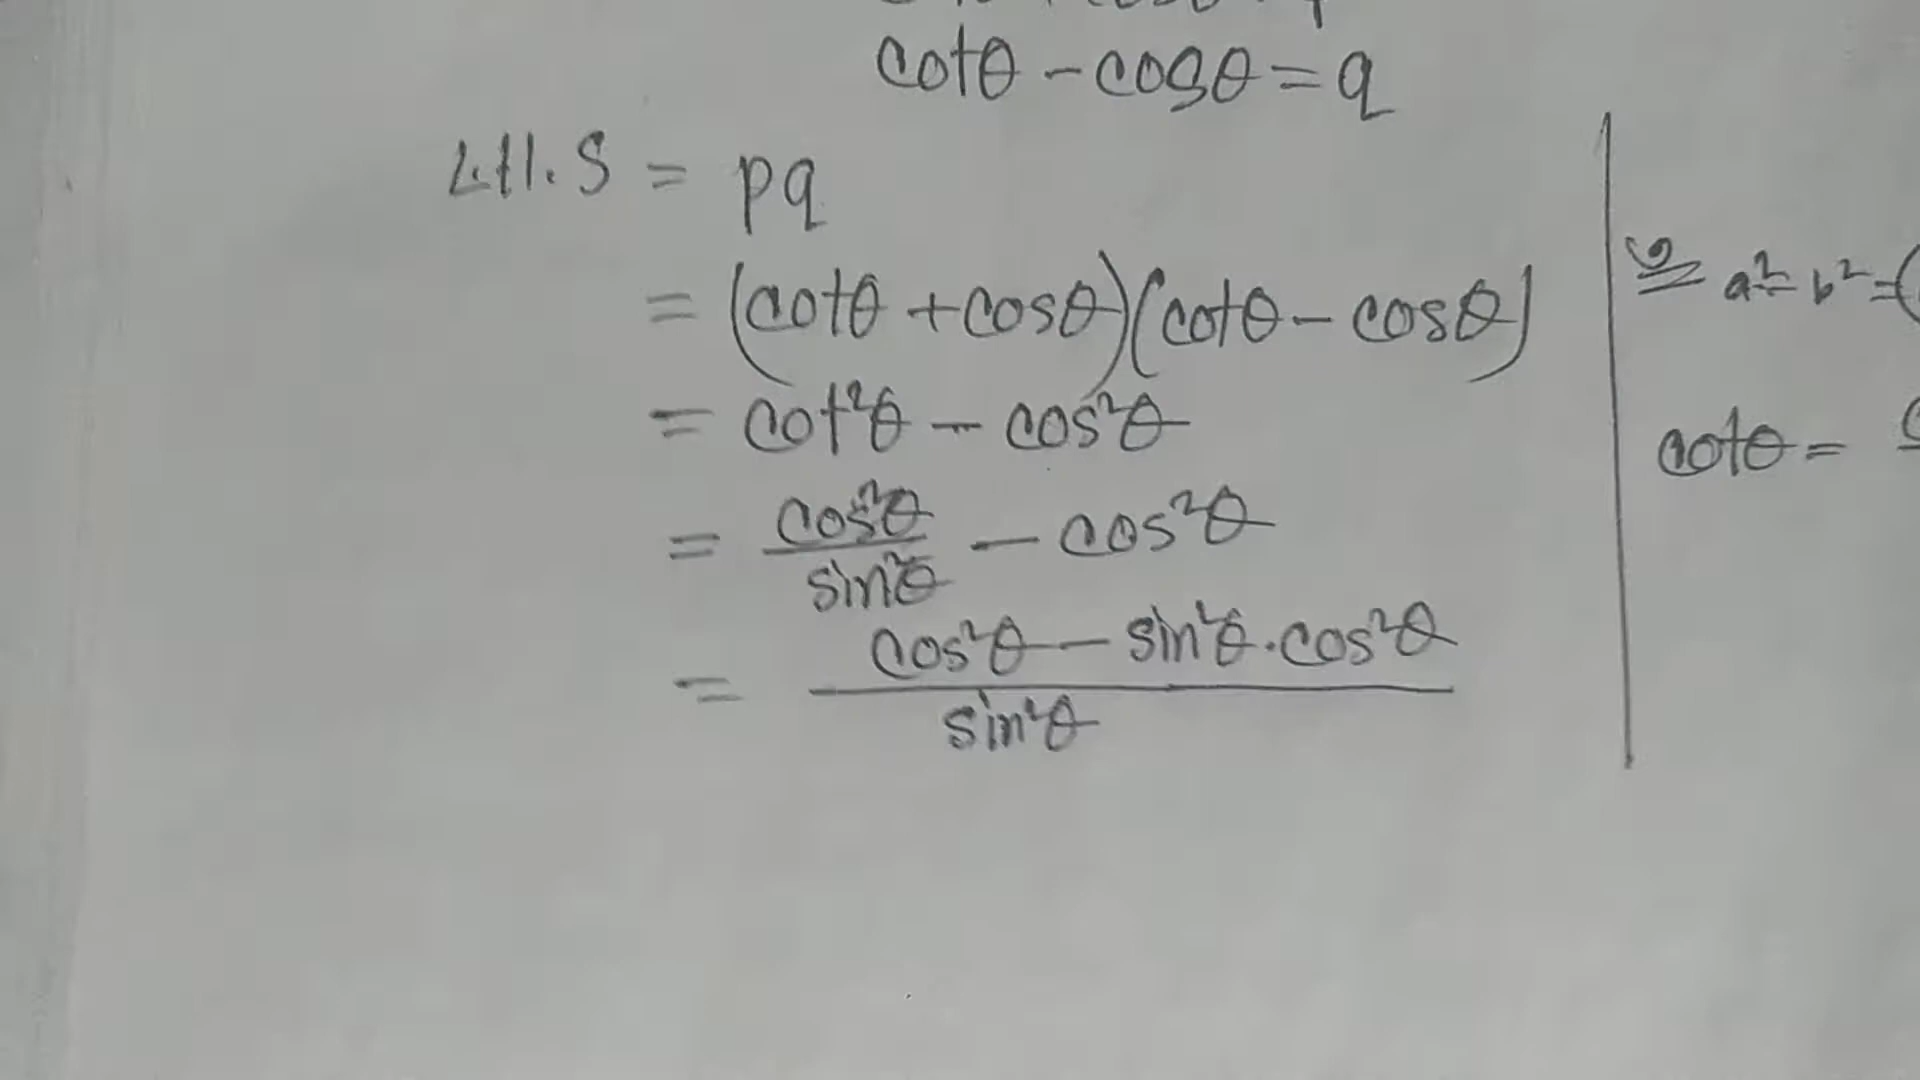 cotθ - cosθ = q
L.H.S = pq
= (cotθ + cosθ)(cotθ - cosθ)
= cot²θ - cos²θ
= cos²θ/sin²θ - cos²θ
= cos²θ - sin²θ.cos²θ/sin²θ
a² - b² = (
cotθ =